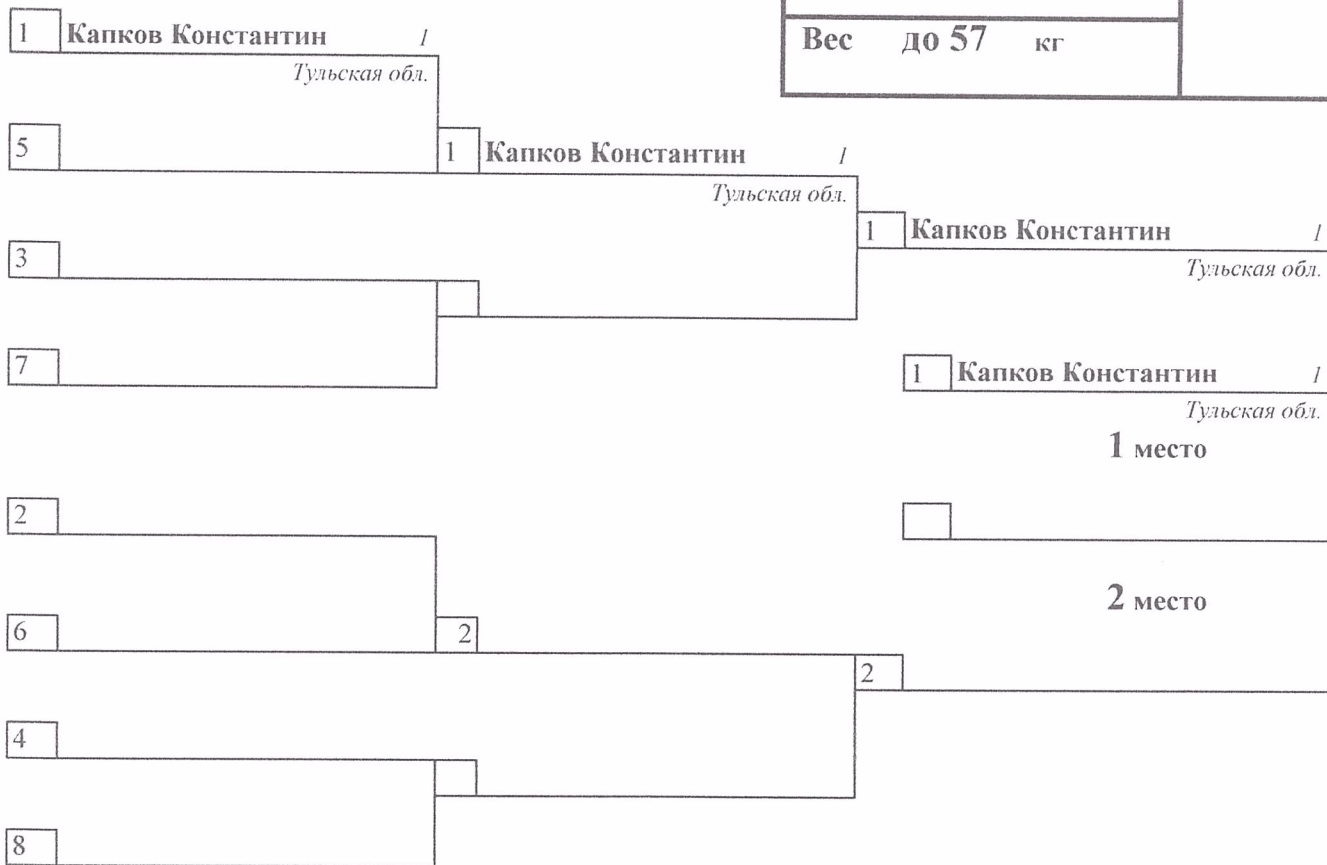 Вес до 57 кг
1 Капков Константин 1
Тульская обл.
5
1 Капков Константин 1
Тульская обл.
1 Капков Константин 1
Тульская обл.
3
7
1 Капков Константин 1
Тульская обл.
1 место
2
2 место
6
2
2
4
8